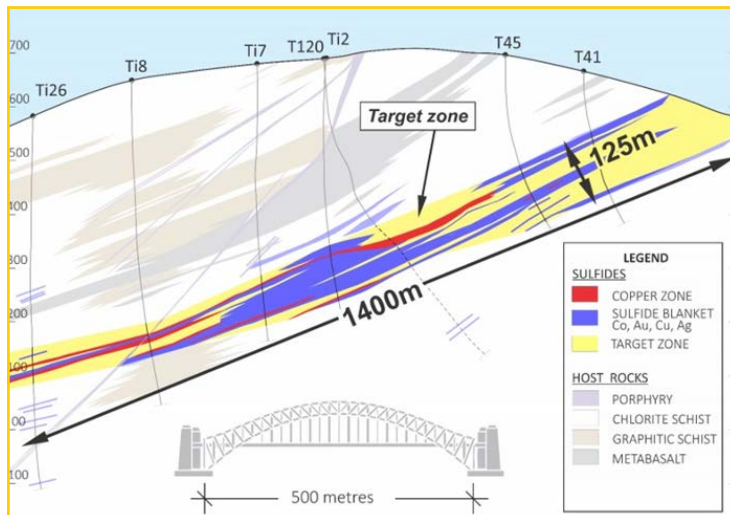 700
600
500
400
300
200
100
00
100
Ti26
Ti8
Ti7
T120
Ti2
T45
T41
Target zone
125m
1400m
500 metres
LEGEND
SULFIDES
COPPER ZONE
SULFIDE BLANKET
Co, Au, Cu, Ag
TARGET ZONE
HOST ROCKS
PORPHYRY
CHLORITE SCHIST
GRAPHITIC SCHIST
METABASALT